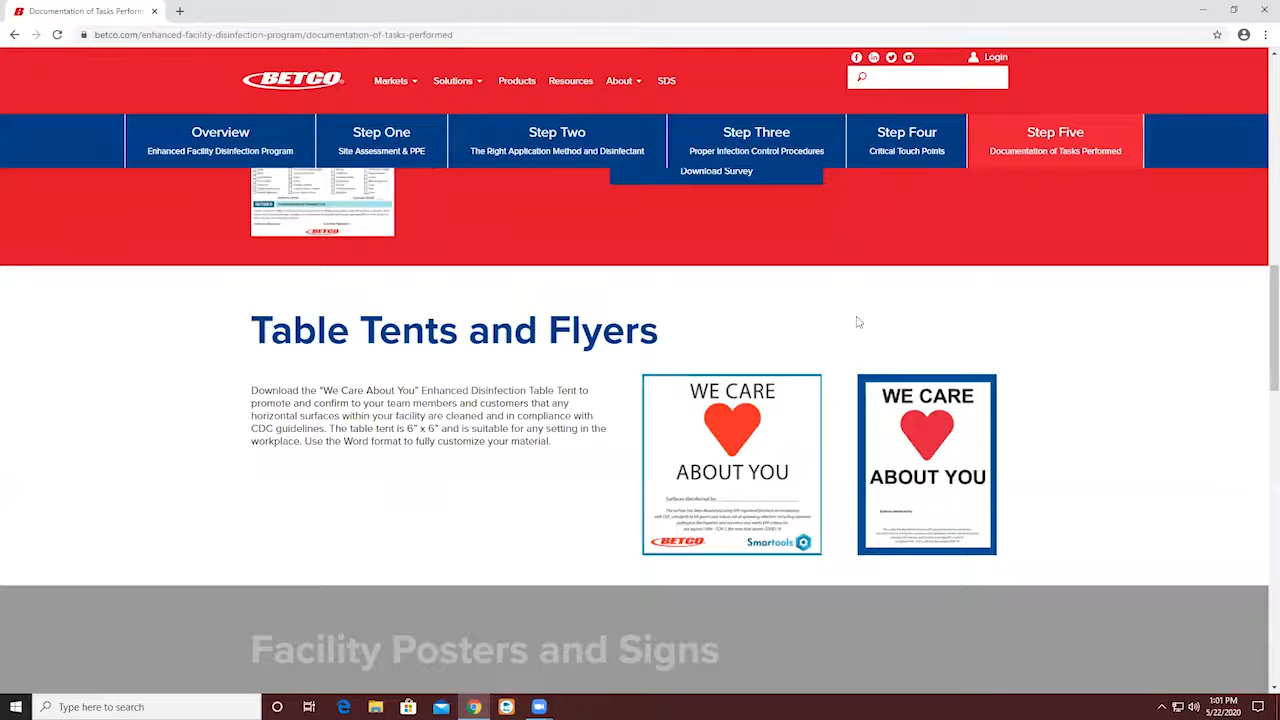 Documentation of Tasks Perform
betco.com/enhanced-facility-disinfection-program/documentation-of-tasks-performed
BETCO
Markets
Solutions
Products
Resources
About
SDS
Login
Overview
Enhanced Facility Disinfection Program
Step One
Site Assessment & PPE
Step Two
The Right Application Method and Disinfectant
Step Three
Proper Infection Control Procedures
Step Four
Critical Touch Points
Step Five
Documentation of Tasks Performed
Download Survey
BETCO
Table Tents and Flyers
Download the “We Care About You” Enhanced Disinfection Table Tent to
promote and confirm to your team members and customers that any
horizontal surfaces within your facility are cleaned and in compliance with
CDC guidelines. The table tent is 6” x 6” and is suitable for any setting in the
workplace. Use the Word format to fully customize your material.
WE CARE
ABOUT YOU
Surfaces disinfected by
BETCO
Smartools
WE CARE
ABOUT YOU
Facility Posters and Signs
Type here to search
1:01 PM
5/22/2020